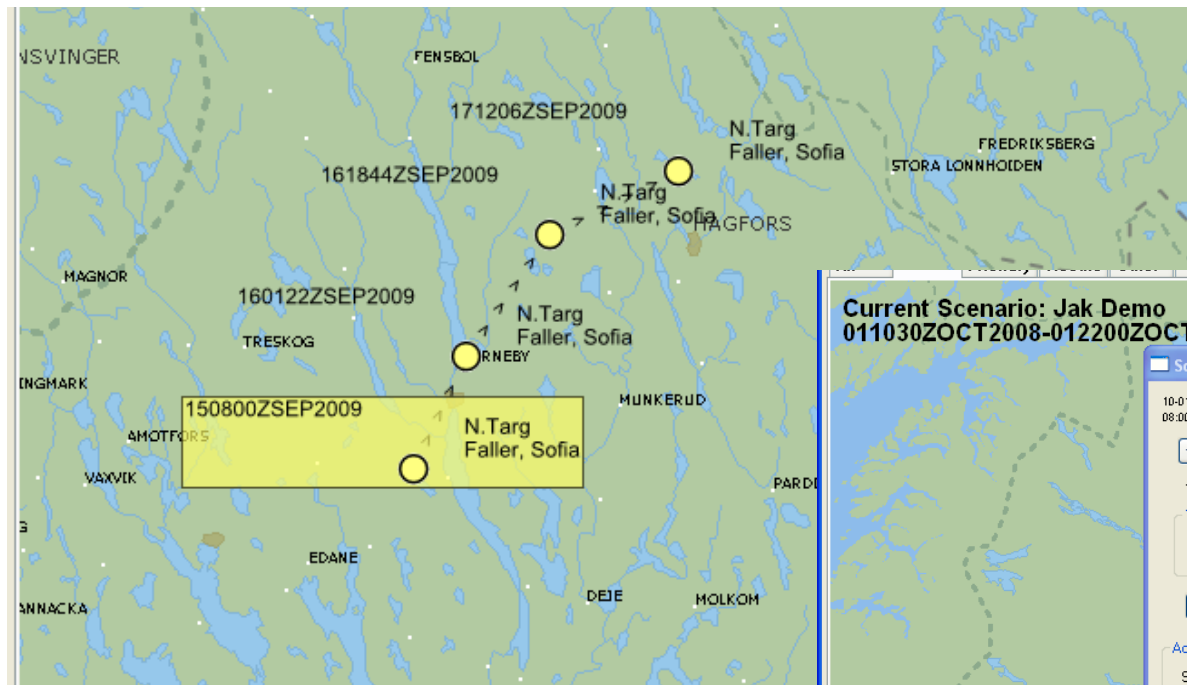 NSVINGER
FENSBOL
171206ZSEP2009
N.Targ
Faller, Sofia
FREDRIKSBERG
STORA LONNHOIDEN
161844ZSEP2009
N.Targ
Faller, Sofia
HAGFORS
MAGNOR
160122ZSEP2009
N.Targ
Faller, Sofia
TRESKOG
RNEBY
INGMARK
MUNKERUD
150800ZSEP2009
N.Targ
Faller, Sofia
AMOTFORS
VAXVIK
PARD
EDANE
ANNACKA
DEJE
MOLKOM
Current Scenario: Jak Demo
011030ZOCT2008-012200ZOCT